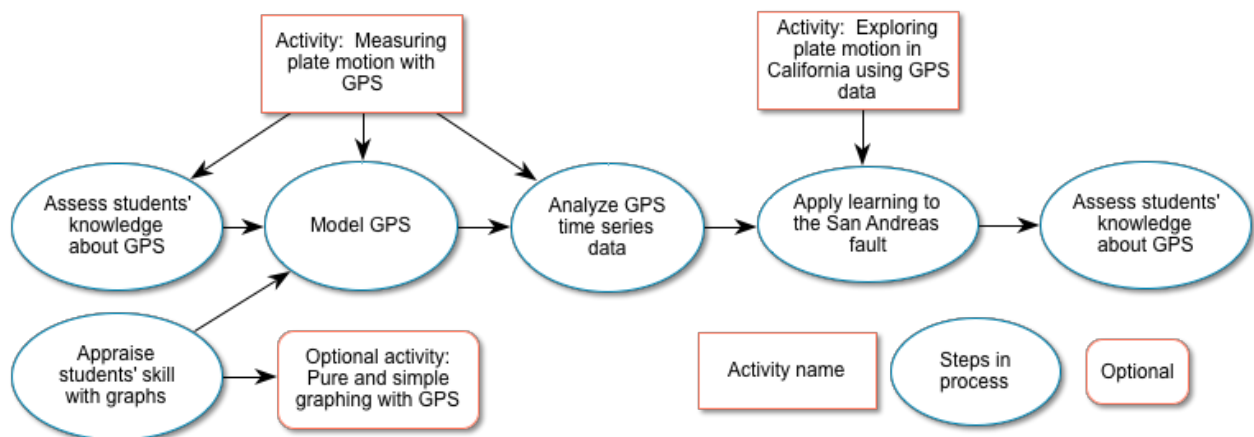 Activity: Measuring
plate motion with
GPS
Activity: Exploring
plate motion in
California using GPS
data
Assess students'
knowledge
about GPS
Model GPS
Analyze GPS
time series
data
Apply learning to
the San Andreas
fault
Assess students'
knowledge
about GPS
Appraise
students' skill
with graphs
Optional activity:
Pure and simple
graphing with GPS
Activity name
Steps in
process
Optional